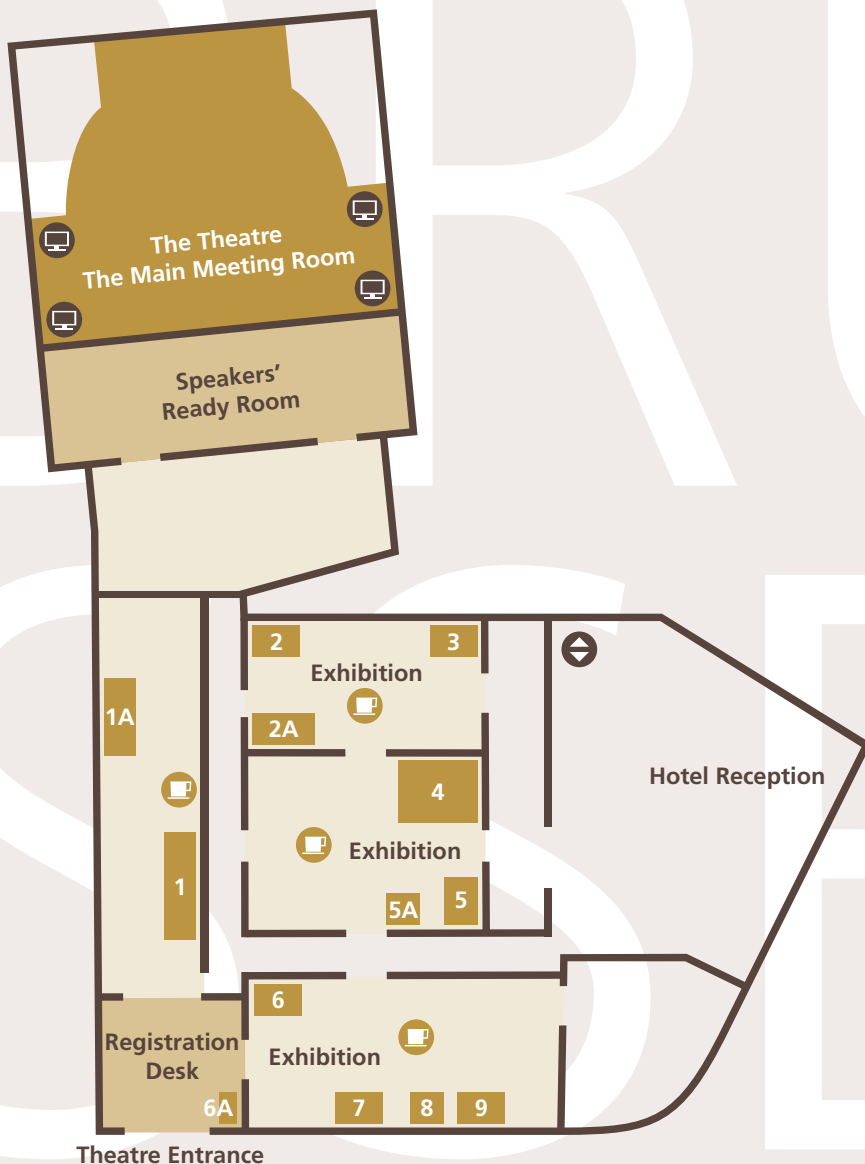 The Theatre
The Main Meeting Room
Speakers’
Ready Room
2
3
Exhibition
1A
2A
Hotel Reception
4
Exhibition
1
5A
5
6
Registration
Desk
Exhibition
6A
7
8
9
Theatre Entrance